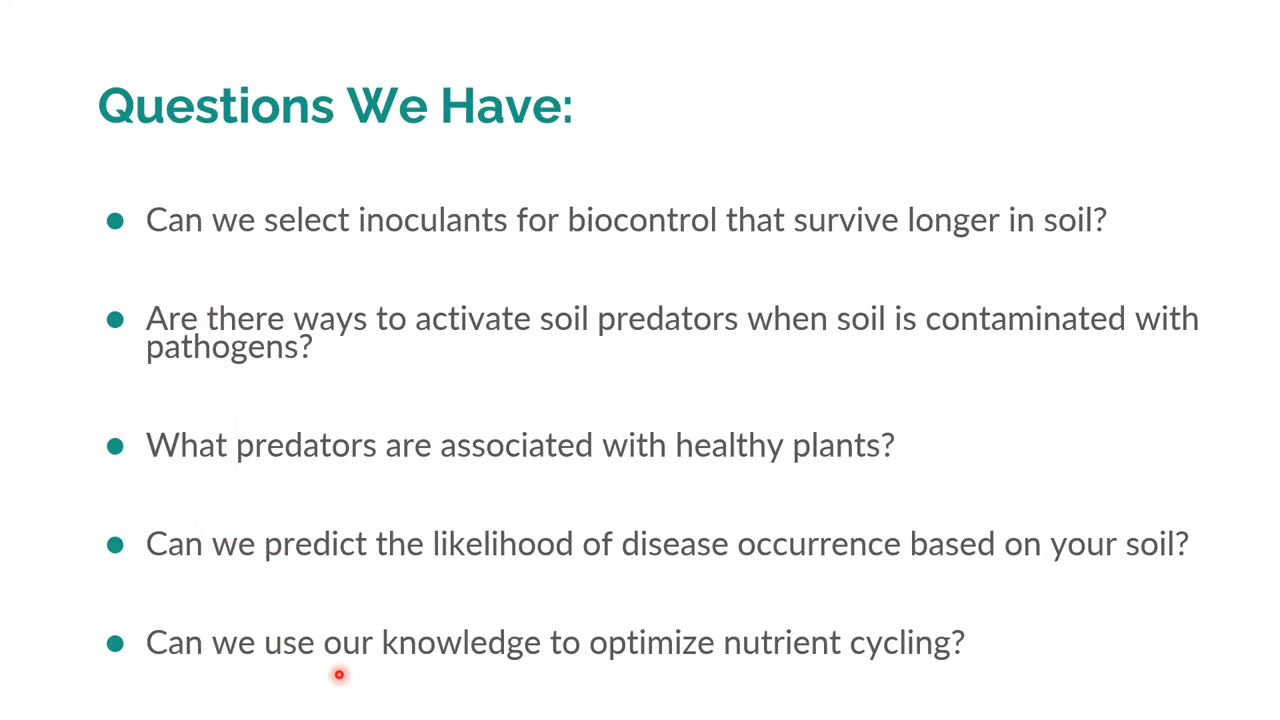 Questions We Have:
● Can we select inoculants for biocontrol that survive longer in soil?
● Are there ways to activate soil predators when soil is contaminated with
pathogens?
● What predators are associated with healthy plants?
● Can we predict the likelihood of disease occurrence based on your soil?
● Can we use our knowledge to optimize nutrient cycling?